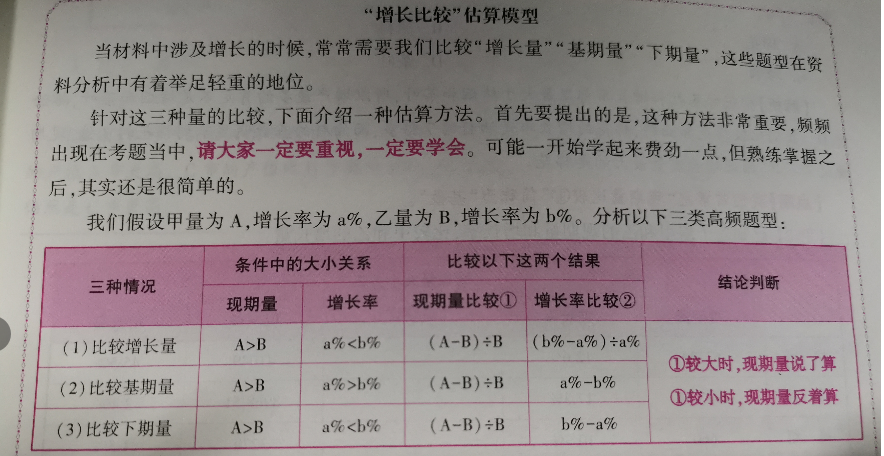 “增长比较”估算模型
当材料中涉及增长的时候,常常需要我们比较“增长量”“基期量”“下期量”,这些题型在资
料分析中有着举足轻重的地位。
针对这三种量的比较,下面介绍一种估算方法。首先要提出的是,这种方法非常重要,频频
出现在考题当中,请大家一定要重视,一定要学会。可能一开始学起来费劲一点,但熟练掌握之
后,其实还是很简单的。
我们假设甲量为 A,增长率为 a%,乙量为 B,增长率为 b%。分析以下三类高频题型:
三种情况 条件中的大小关系 比较以下这两个结果 结论判断
现期量 增长率 现期量比较① 增长率比较②
(1)比较增长量 A>B a%<b% (A-B)÷B (b%-a%)÷a%
①较大时,现期量说了算
(2)比较基期量 A>B a%>b% (A-B)÷B a%-b%
①较小时,现期量反着算
(3)比较下期量 A>B a%<b% (A-B)÷B b%-a%